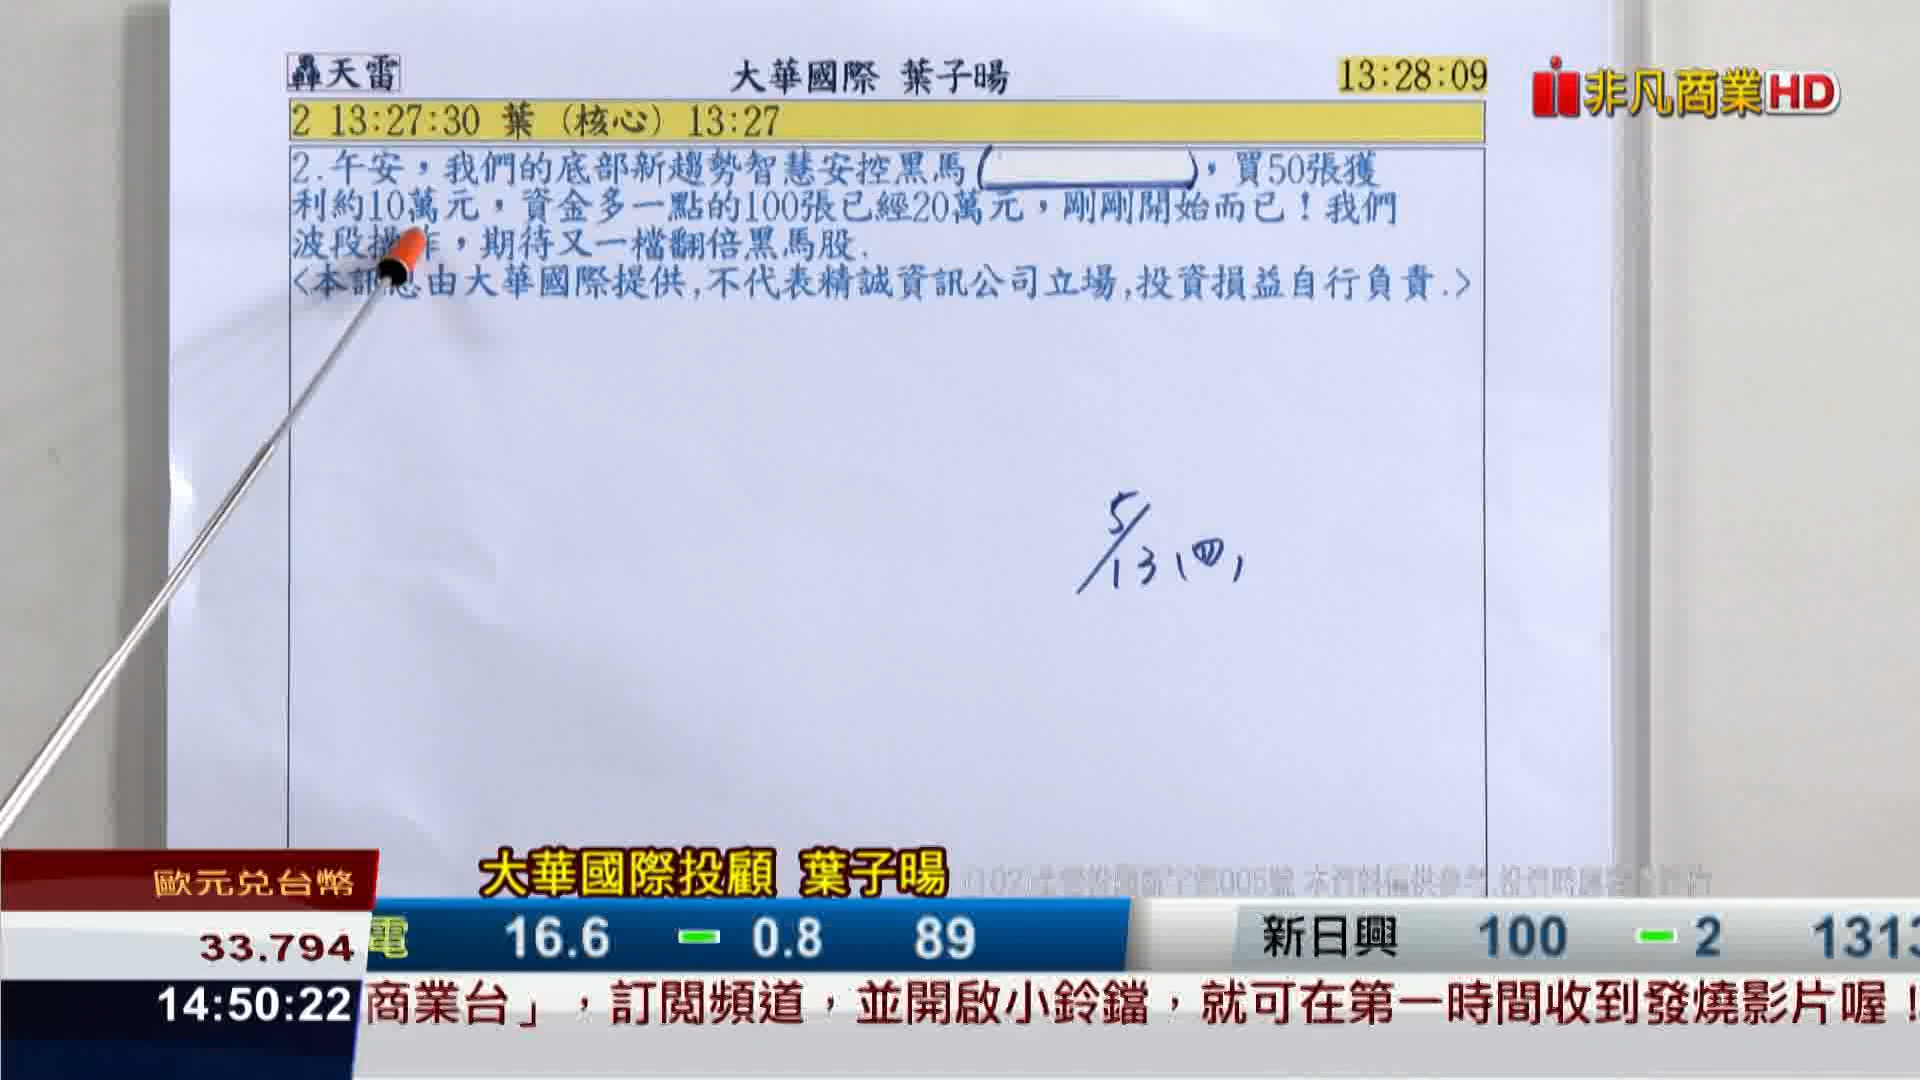 轟天雷
大華國際 葉子暘
13:28:09
非凡商業HD
2 13:27:30 葉 (核心) 13:27
2.午安，我們的底部新趨勢智慧安控黑馬( )，買50張獲
利約10萬元，資金多一點的100張已經20萬元，剛剛開始而已！我們
波段操作，期待又一檔翻倍黑馬股.
<本訊息由大華國際提供,不代表精誠資訊公司立場,投資損益自行負責.>
5/13(四)
大華國際投顧 葉子暘
歐元兌台幣
33.794
電 16.6 0.8 89
新日興 100 2 1313
14:50:22
商業台」，訂閱頻道，並開啟小鈴鐺，就可在第一時間收到發燒影片喔！